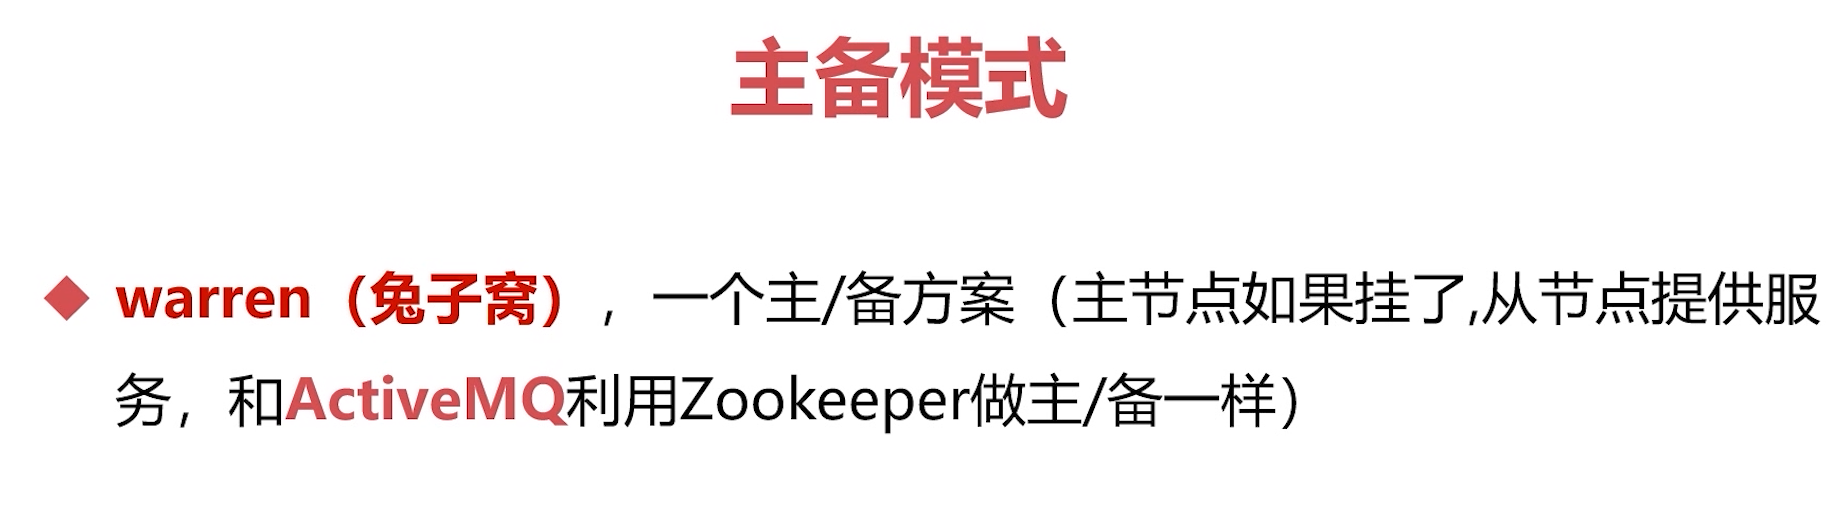 主备模式
warren（兔子窝），一个主/备方案（主节点如果挂了,从节点提供服
务，和ActiveMQ利用Zookeeper做主/备一样）